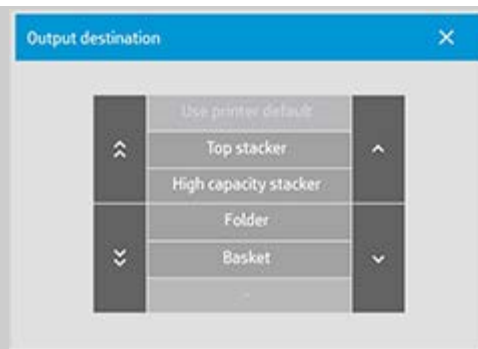 Output destination
Use printer default
Top stacker
High capacity stacker
Folder
Basket
-